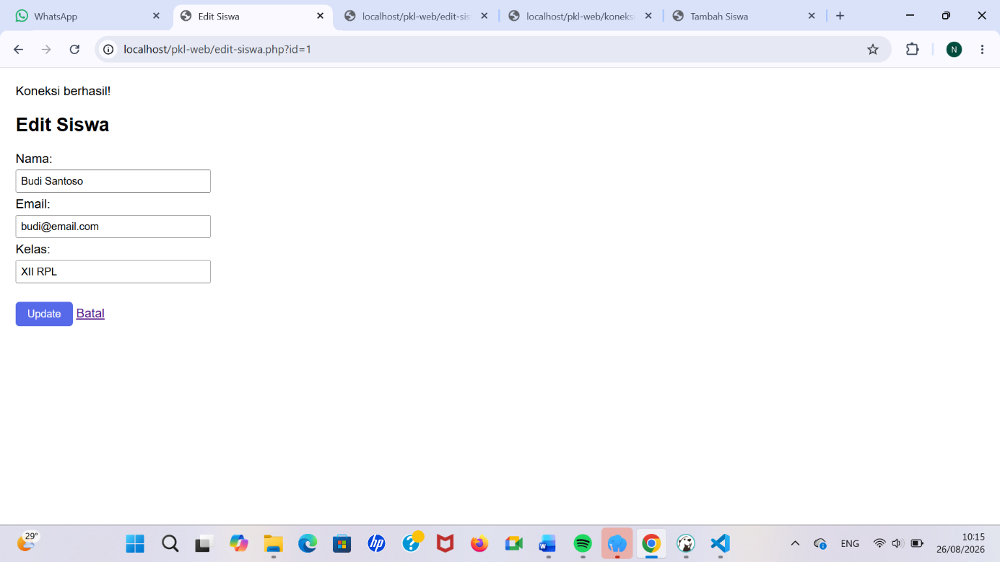 WhatsApp
Edit Siswa
localhost/pkl-web/edit-sis
localhost/pkl-web/koneks
Tambah Siswa
localhost/pkl-web/edit-siswa.php?id=1
N
Koneksi berhasil!
Edit Siswa
Nama:
Budi Santoso
Email:
budi@email.com
Kelas:
XII RPL
Update Batal
29°
hp
?
W
ENG
10:15
26/08/2026